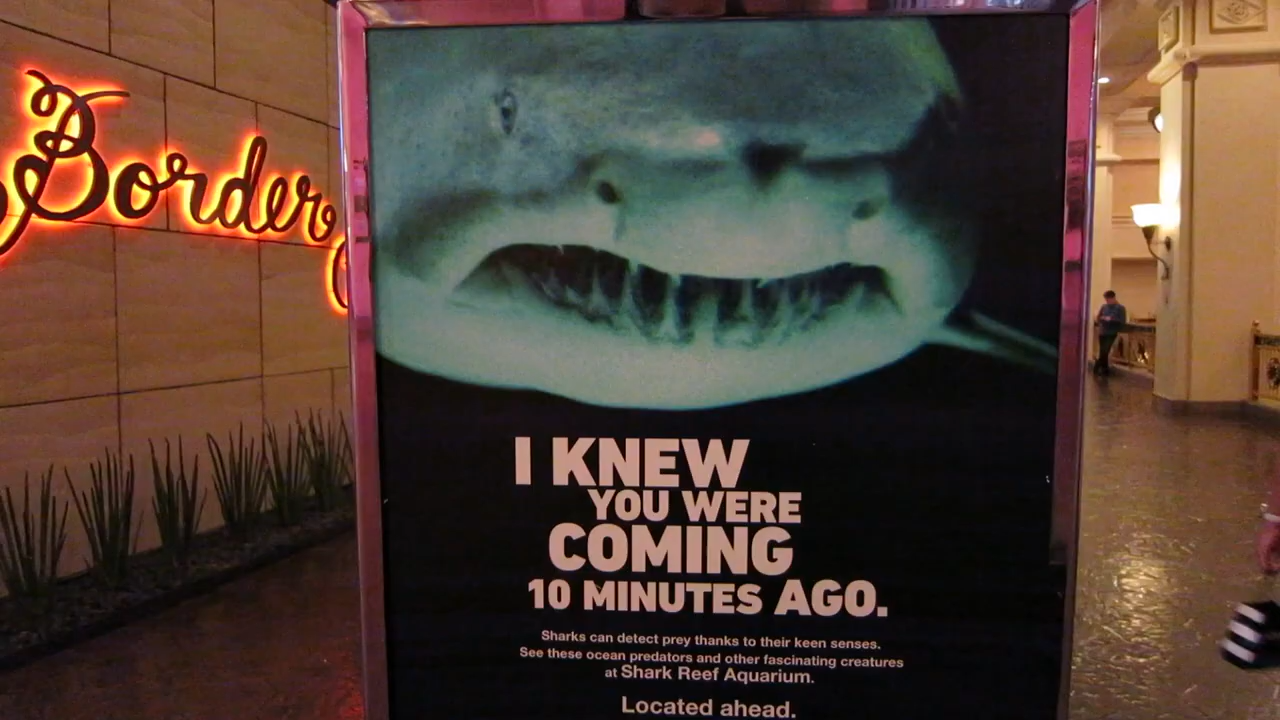 Border
I KNEW
YOU WERE
COMING
10 MINUTES AGO.
Sharks can detect prey thanks to their keen senses.
See these ocean predators and other fascinating creatures
at Shark Reef Aquarium.
Located ahead.